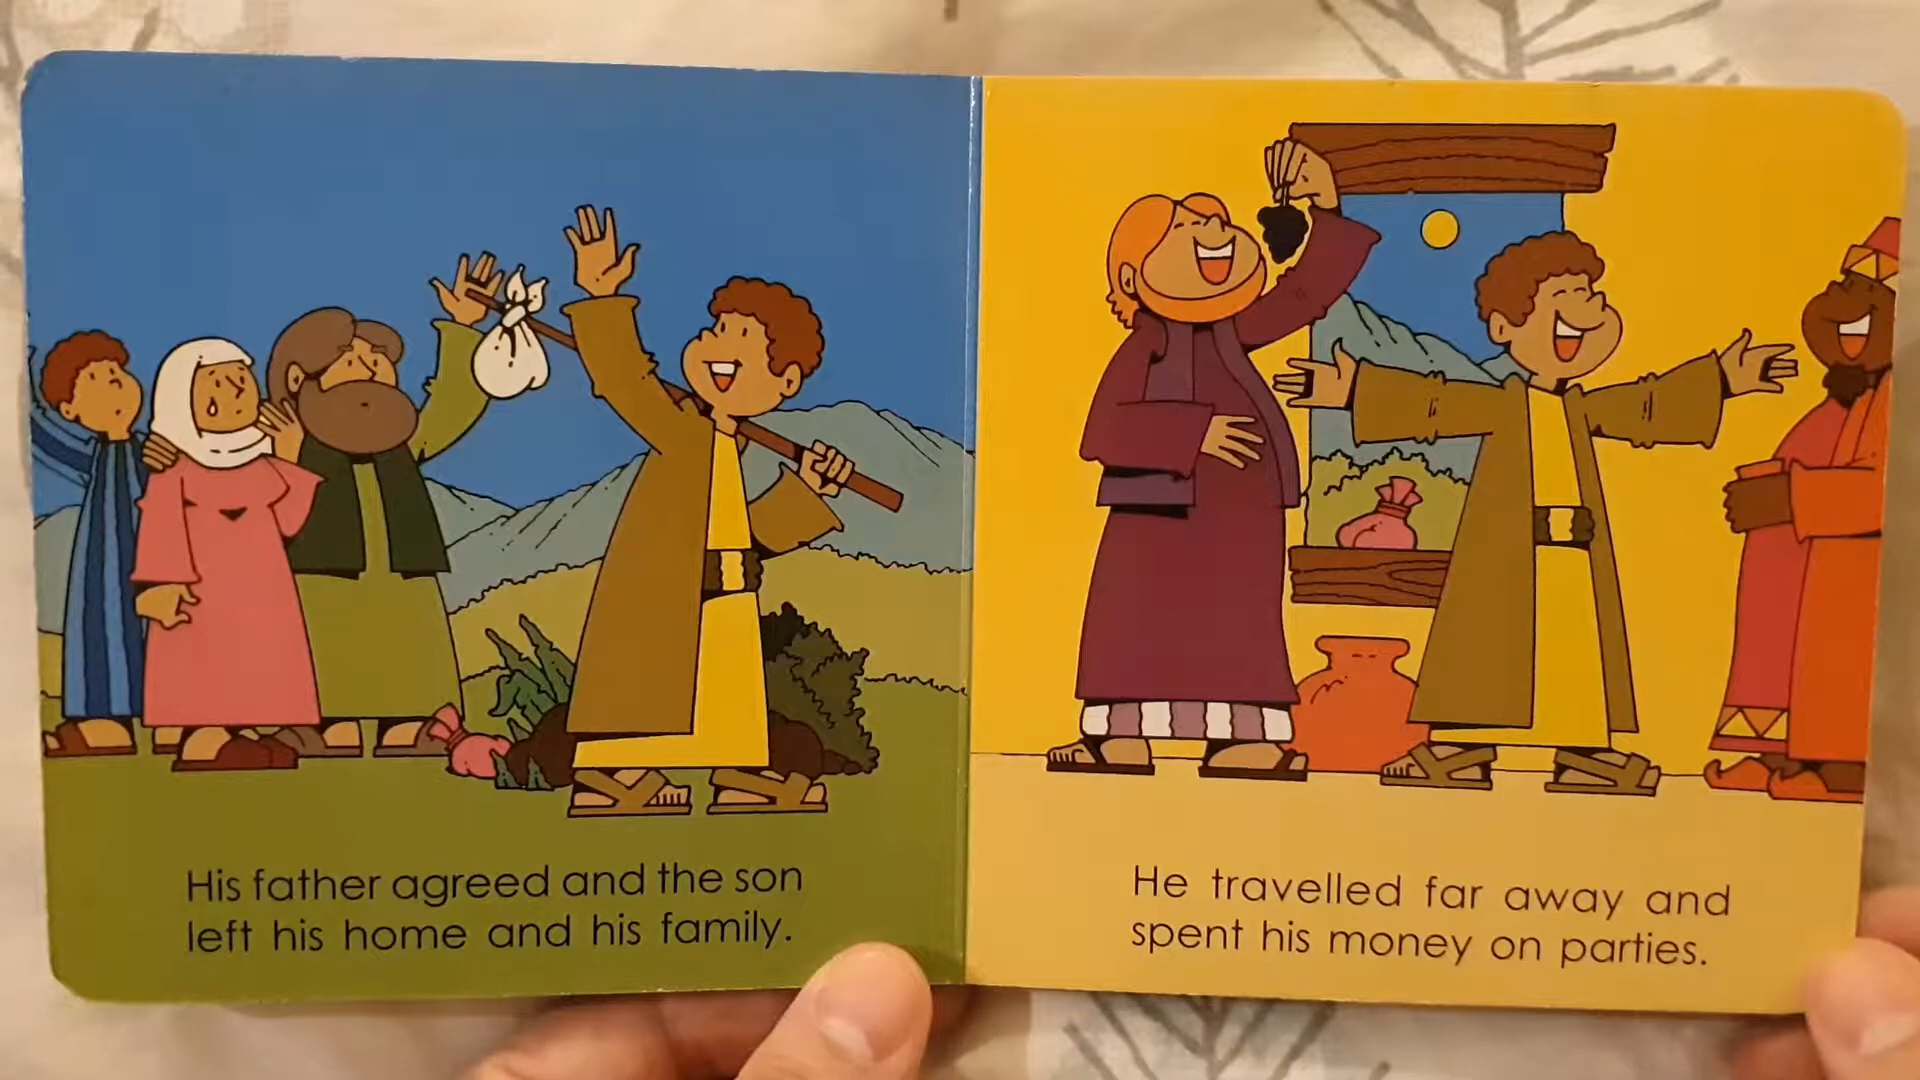 His father agreed and the son
left his home and his family.
He travelled far away and
spent his money on parties.